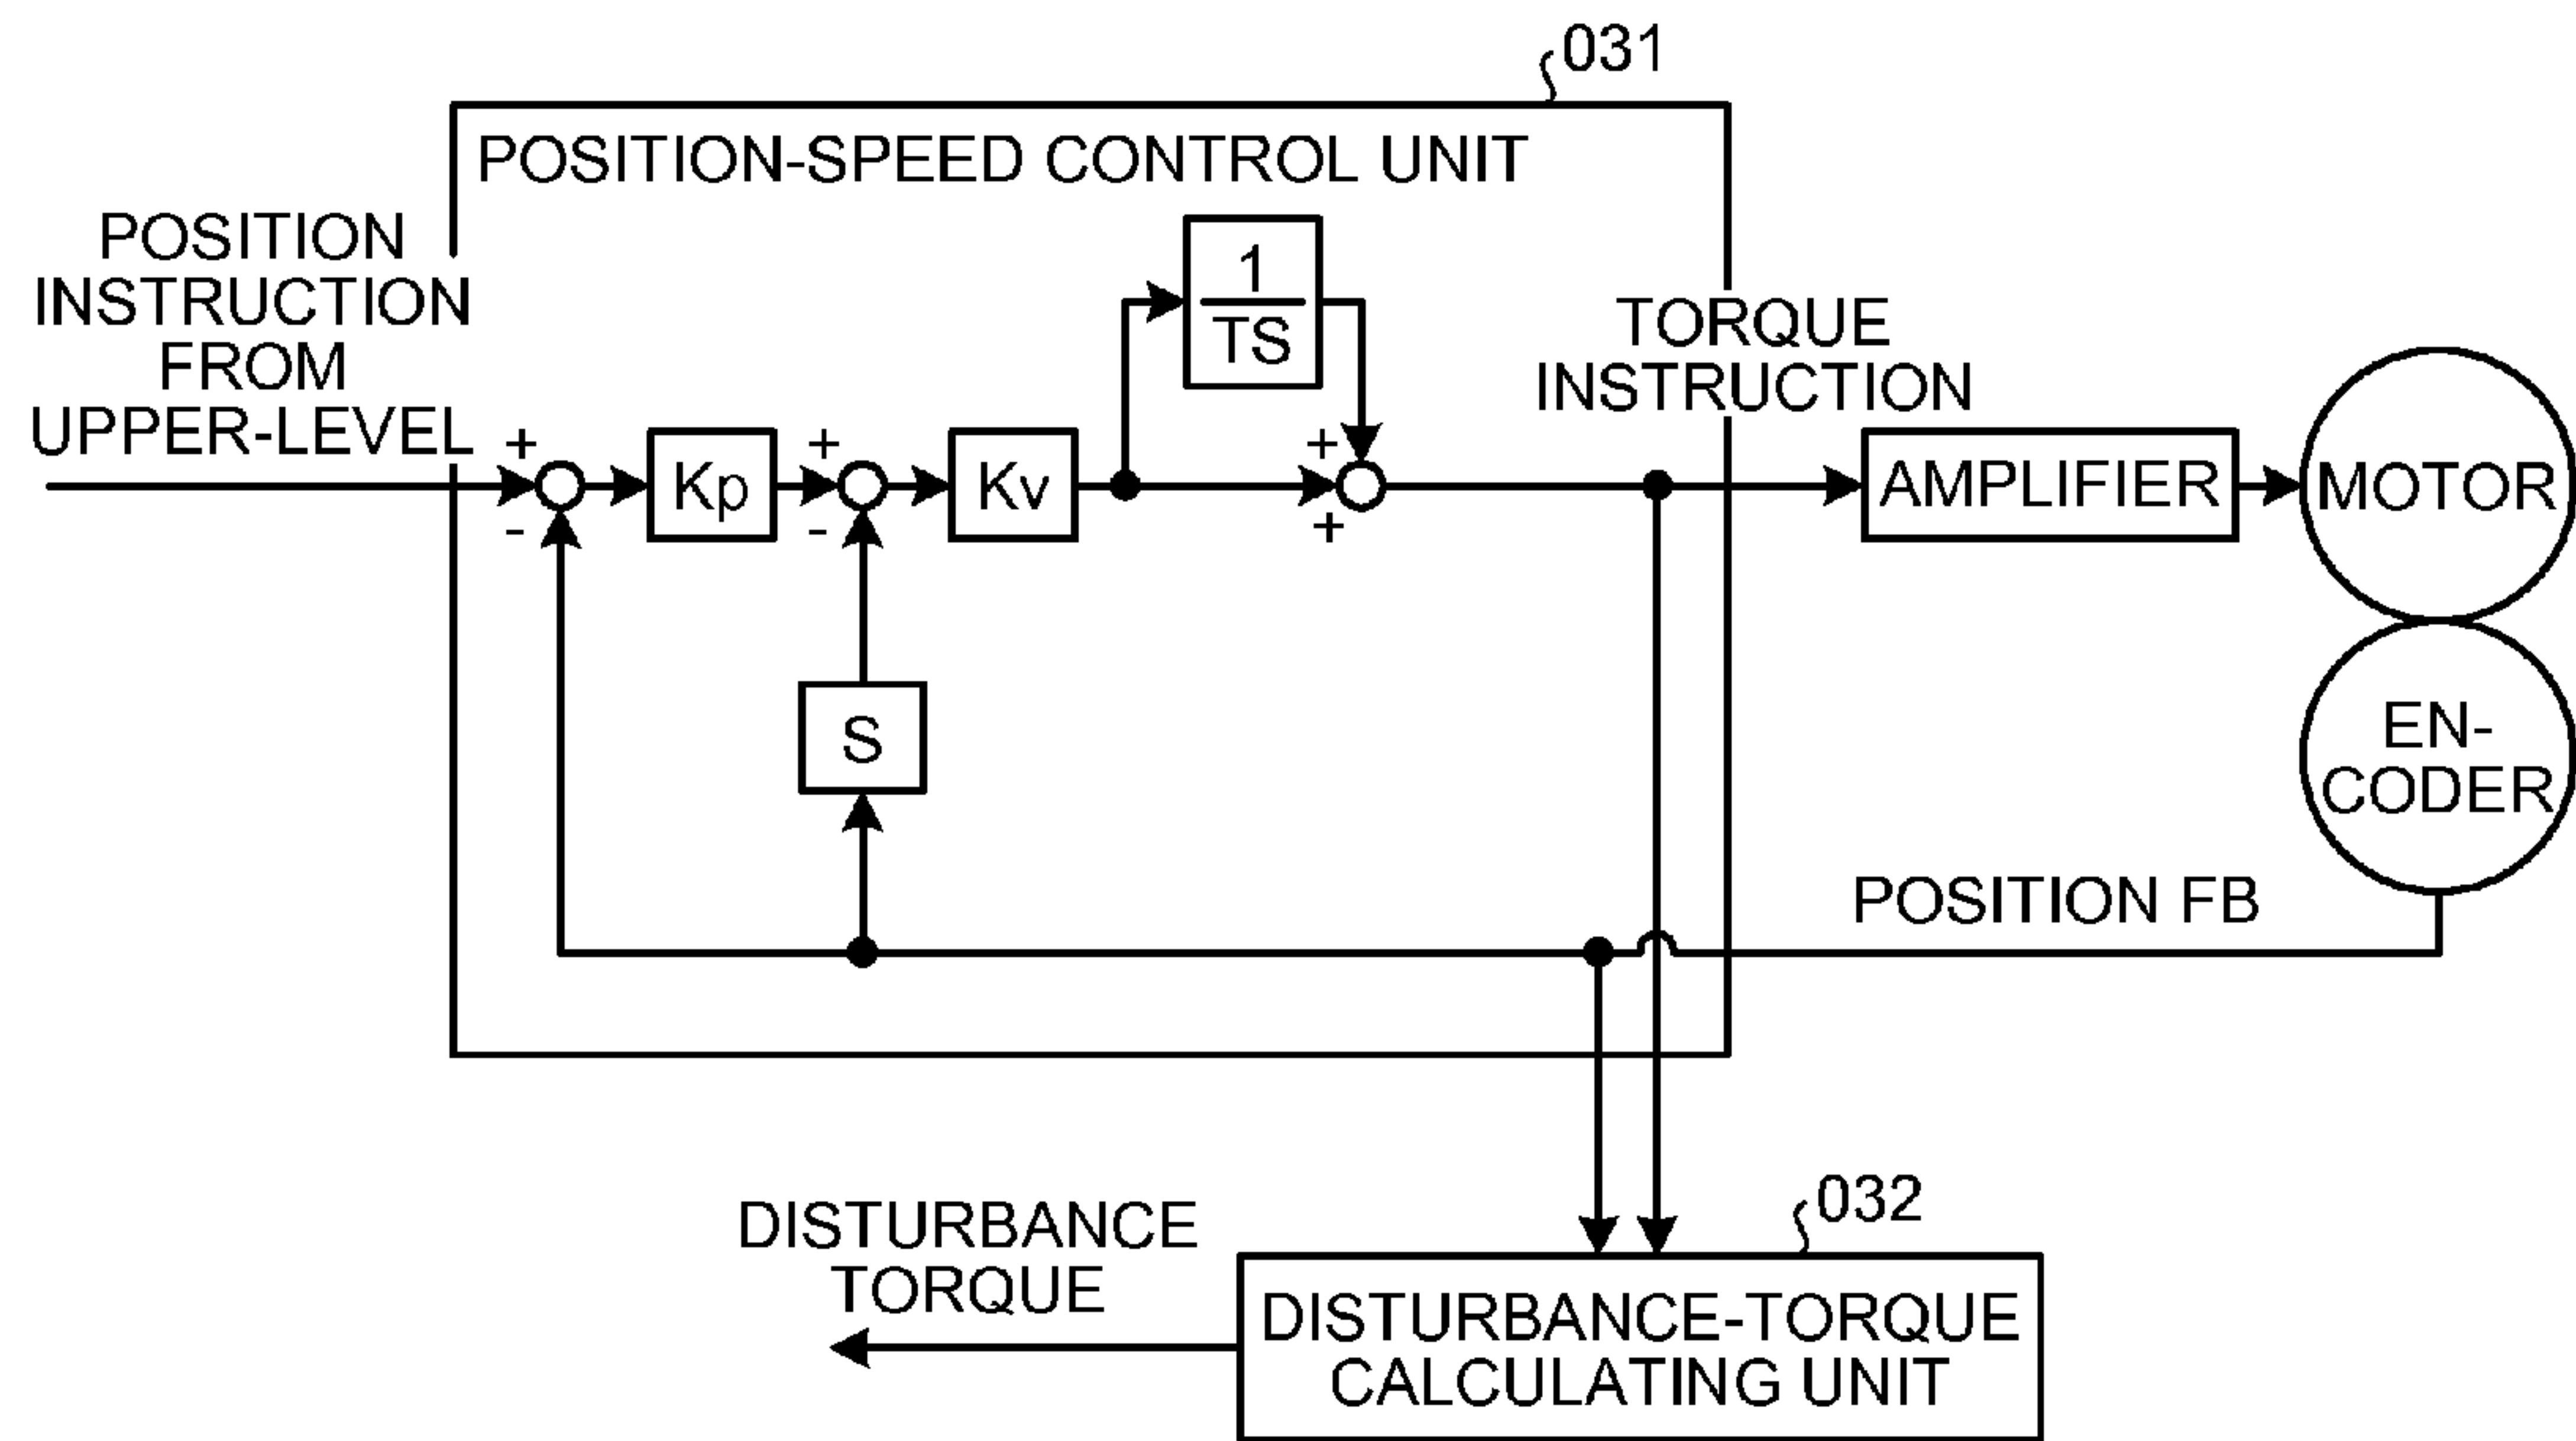 031
POSITION-SPEED CONTROL UNIT
POSITION
INSTRUCTION
FROM
UPPER-LEVEL
1
TS
TORQUE
INSTRUCTION
+
-
Kp
+
-
Kv
+
+
AMPLIFIER
MOTOR
S
EN-
CODER
POSITION FB
032
DISTURBANCE
TORQUE
DISTURBANCE-TORQUE
CALCULATING UNIT